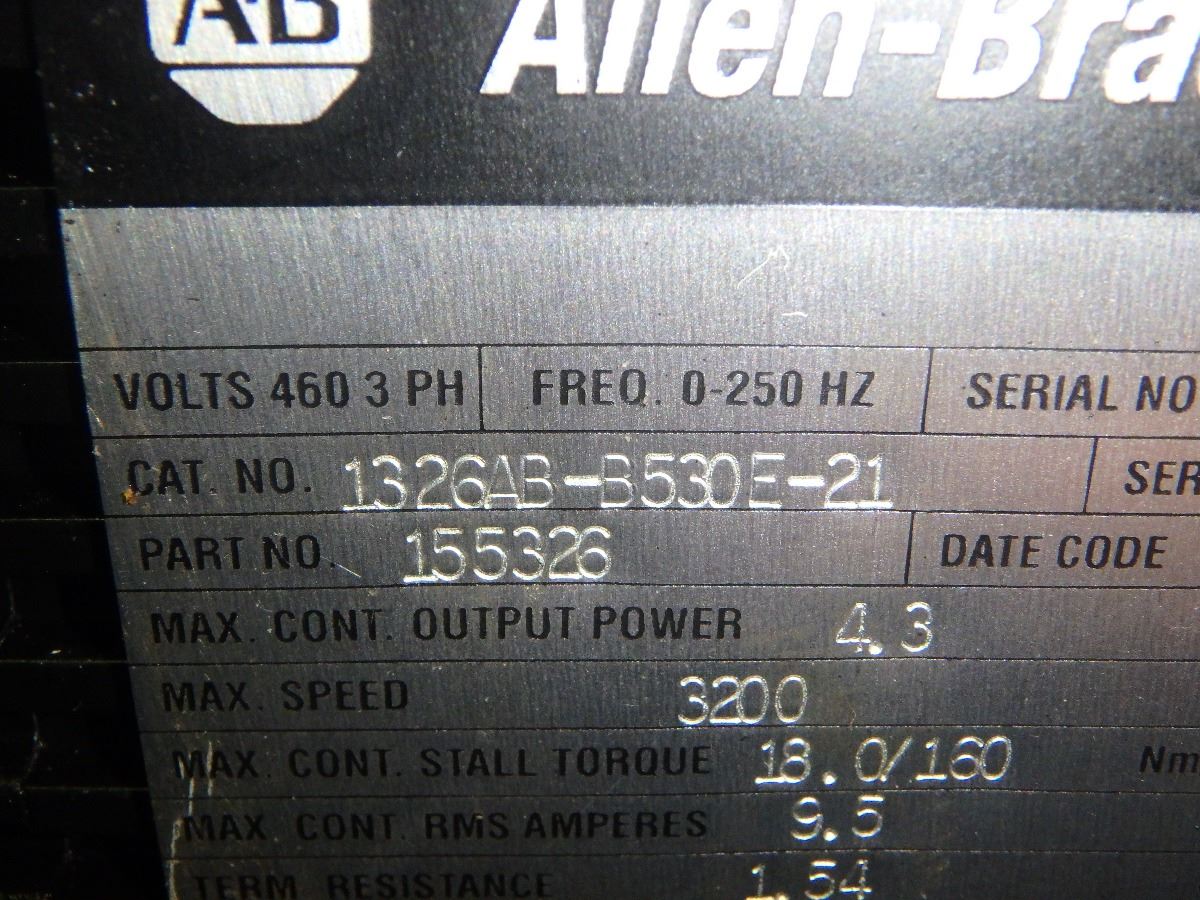 A-B Allen-Bra
VOLTS 460 3 PH FREQ. 0-250 HZ SERIAL NO
CAT. NO. 1326AB-B530E-21 SER
PART NO. 155326 DATE CODE
MAX. CONT. OUTPUT POWER 4.3
MAX. SPEED 3200
MAX. CONT. STALL TORQUE 18.0/160 Nm
MAX. CONT. RMS AMPERES 9.5
TERM. RESISTANCE 1.54